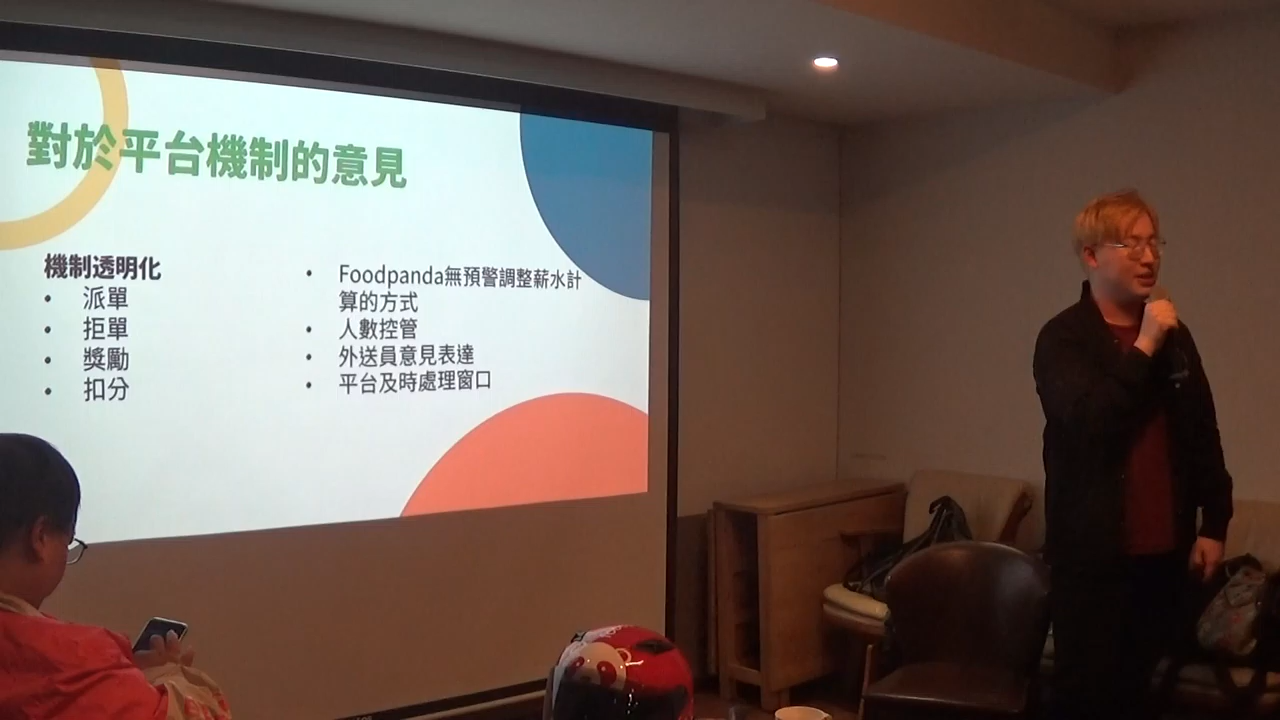 對於平台機制的意見
機制透明化
• 派單
• 拒單
• 獎勵
• 扣分
• Foodpanda無預警調整薪水計
算的方式
• 人數控管
• 外送員意見表達
• 平台及時處理窗口